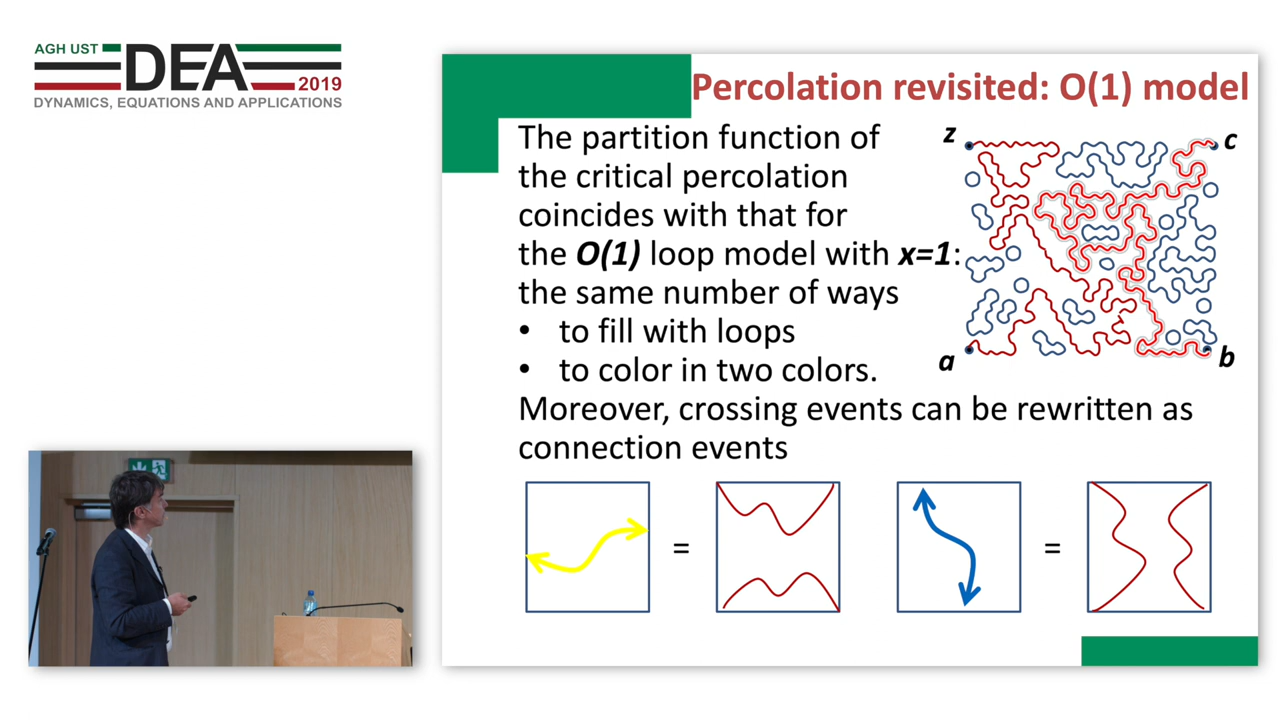 AGH UST
DEA
2019
DYNAMICS, EQUATIONS AND APPLICATIONS
Percolation revisited: O(1) model
The partition function of
the critical percolation
coincides with that for
the O(1) loop model with x=1:
the same number of ways
• to fill with loops
• to color in two colors.
Moreover, crossing events can be rewritten as
connection events
z
c
a
b
=
=